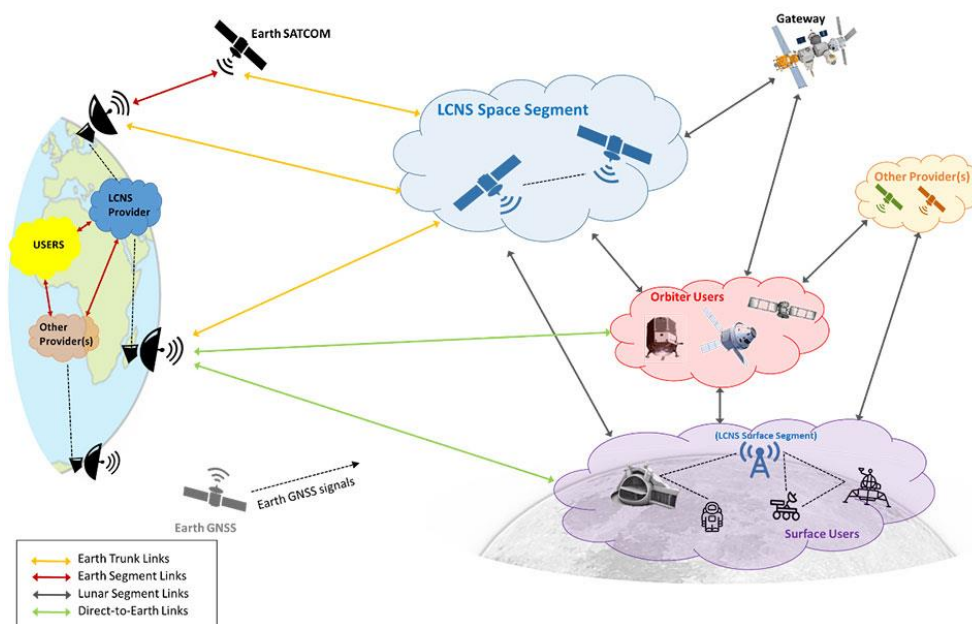 Earth SATCOM
Gateway
LCNS Space Segment
Other Provider(s)
LCNS
Provider
USERS
Other
Provider(s)
Orbiter Users
(LCNS Surface Segment)
Surface Users
Earth GNSS signals
Earth GNSS
Earth Trunk Links
Earth Segment Links
Lunar Segment Links
Direct-to-Earth Links